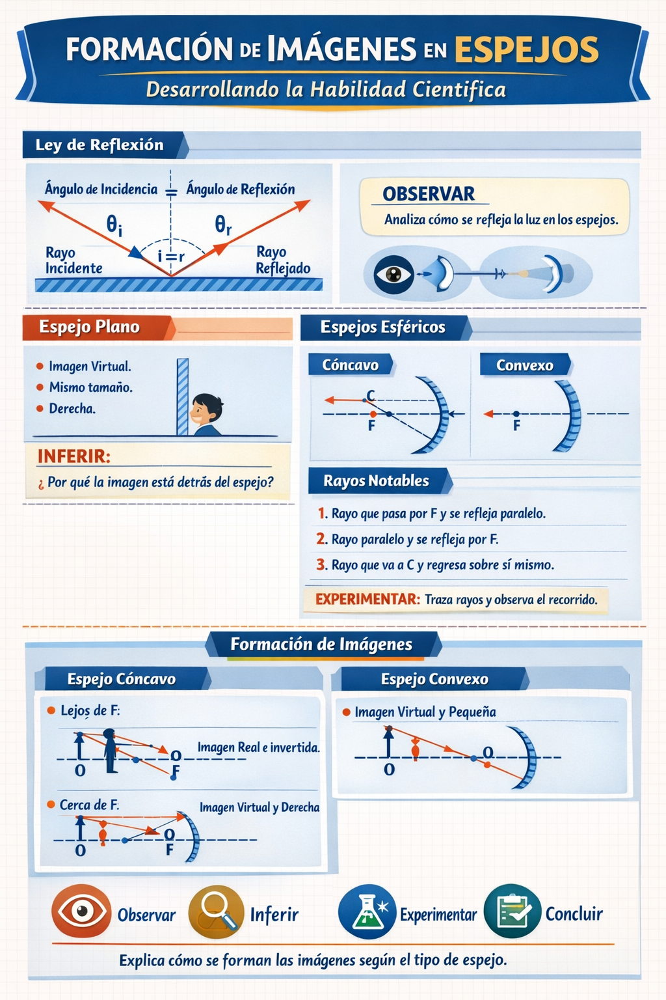 FORMACIÓN DE IMÁGENES EN ESPEJOS
Desarrollando la Habilidad Cientifica
Ley de Reflexión
Ángulo de Incidencia = Ángulo de Reflexión
θi
θr
i = r
Rayo
Incidente
Rayo
Reflejado
OBSERVAR
Analiza cómo se refleja la luz en los espejos.
Espejo Plano
• Imagen Virtual.
• Mismo tamaño.
• Derecha.
INFERIR:
¿ Por qué la imagen está detrás del espejo?
Espejos Esféricos
Cóncavo
C
F
Convexo
F
Rayos Notables
1. Rayo que pasa por F y se refleja paralelo.
2. Rayo paralelo y se refleja por F.
3. Rayo que va a C y regresa sobre sí mismo.
EXPERIMENTAR: Traza rayos y observa el recorrido.
Formación de Imágenes
Espejo Cóncavo
• Lejos de F:
Imagen Real e invertida.
O
O
F
• Cerca de F.
Imagen Virtual y Derecha
O
O
F
Espejo Convexo
• Imagen Virtual y Pequeña
O
O
Observar
Inferir
Experimentar
Concluir
Explica cómo se forman las imágenes según el tipo de espejo.